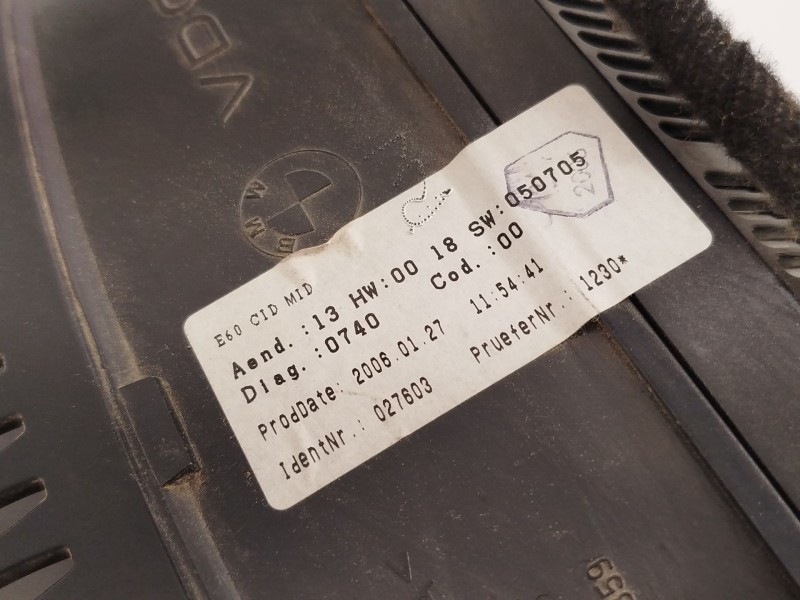 VDO
BMW
E60 CID MID
Aend.:13 HW:00 18 SW:050705
Diag.:0740 Cod.:00
ProdDate: 2006.01.27 11:54:41
IdentNr.: 027603 PrueferNr.: 1230*